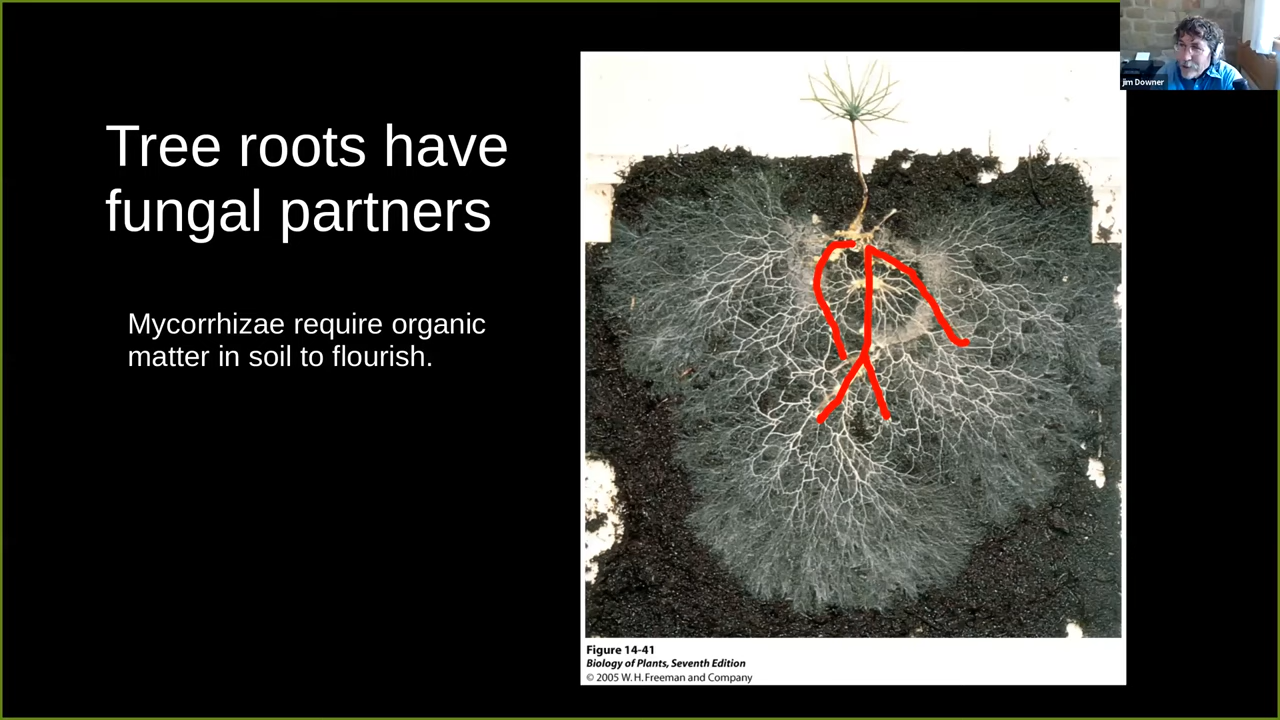 Tree roots have
fungal partners
Mycorrhizae require organic
matter in soil to flourish.
jim Downer
Figure 14-41
Biology of Plants, Seventh Edition
© 2005 W. H. Freeman and Company